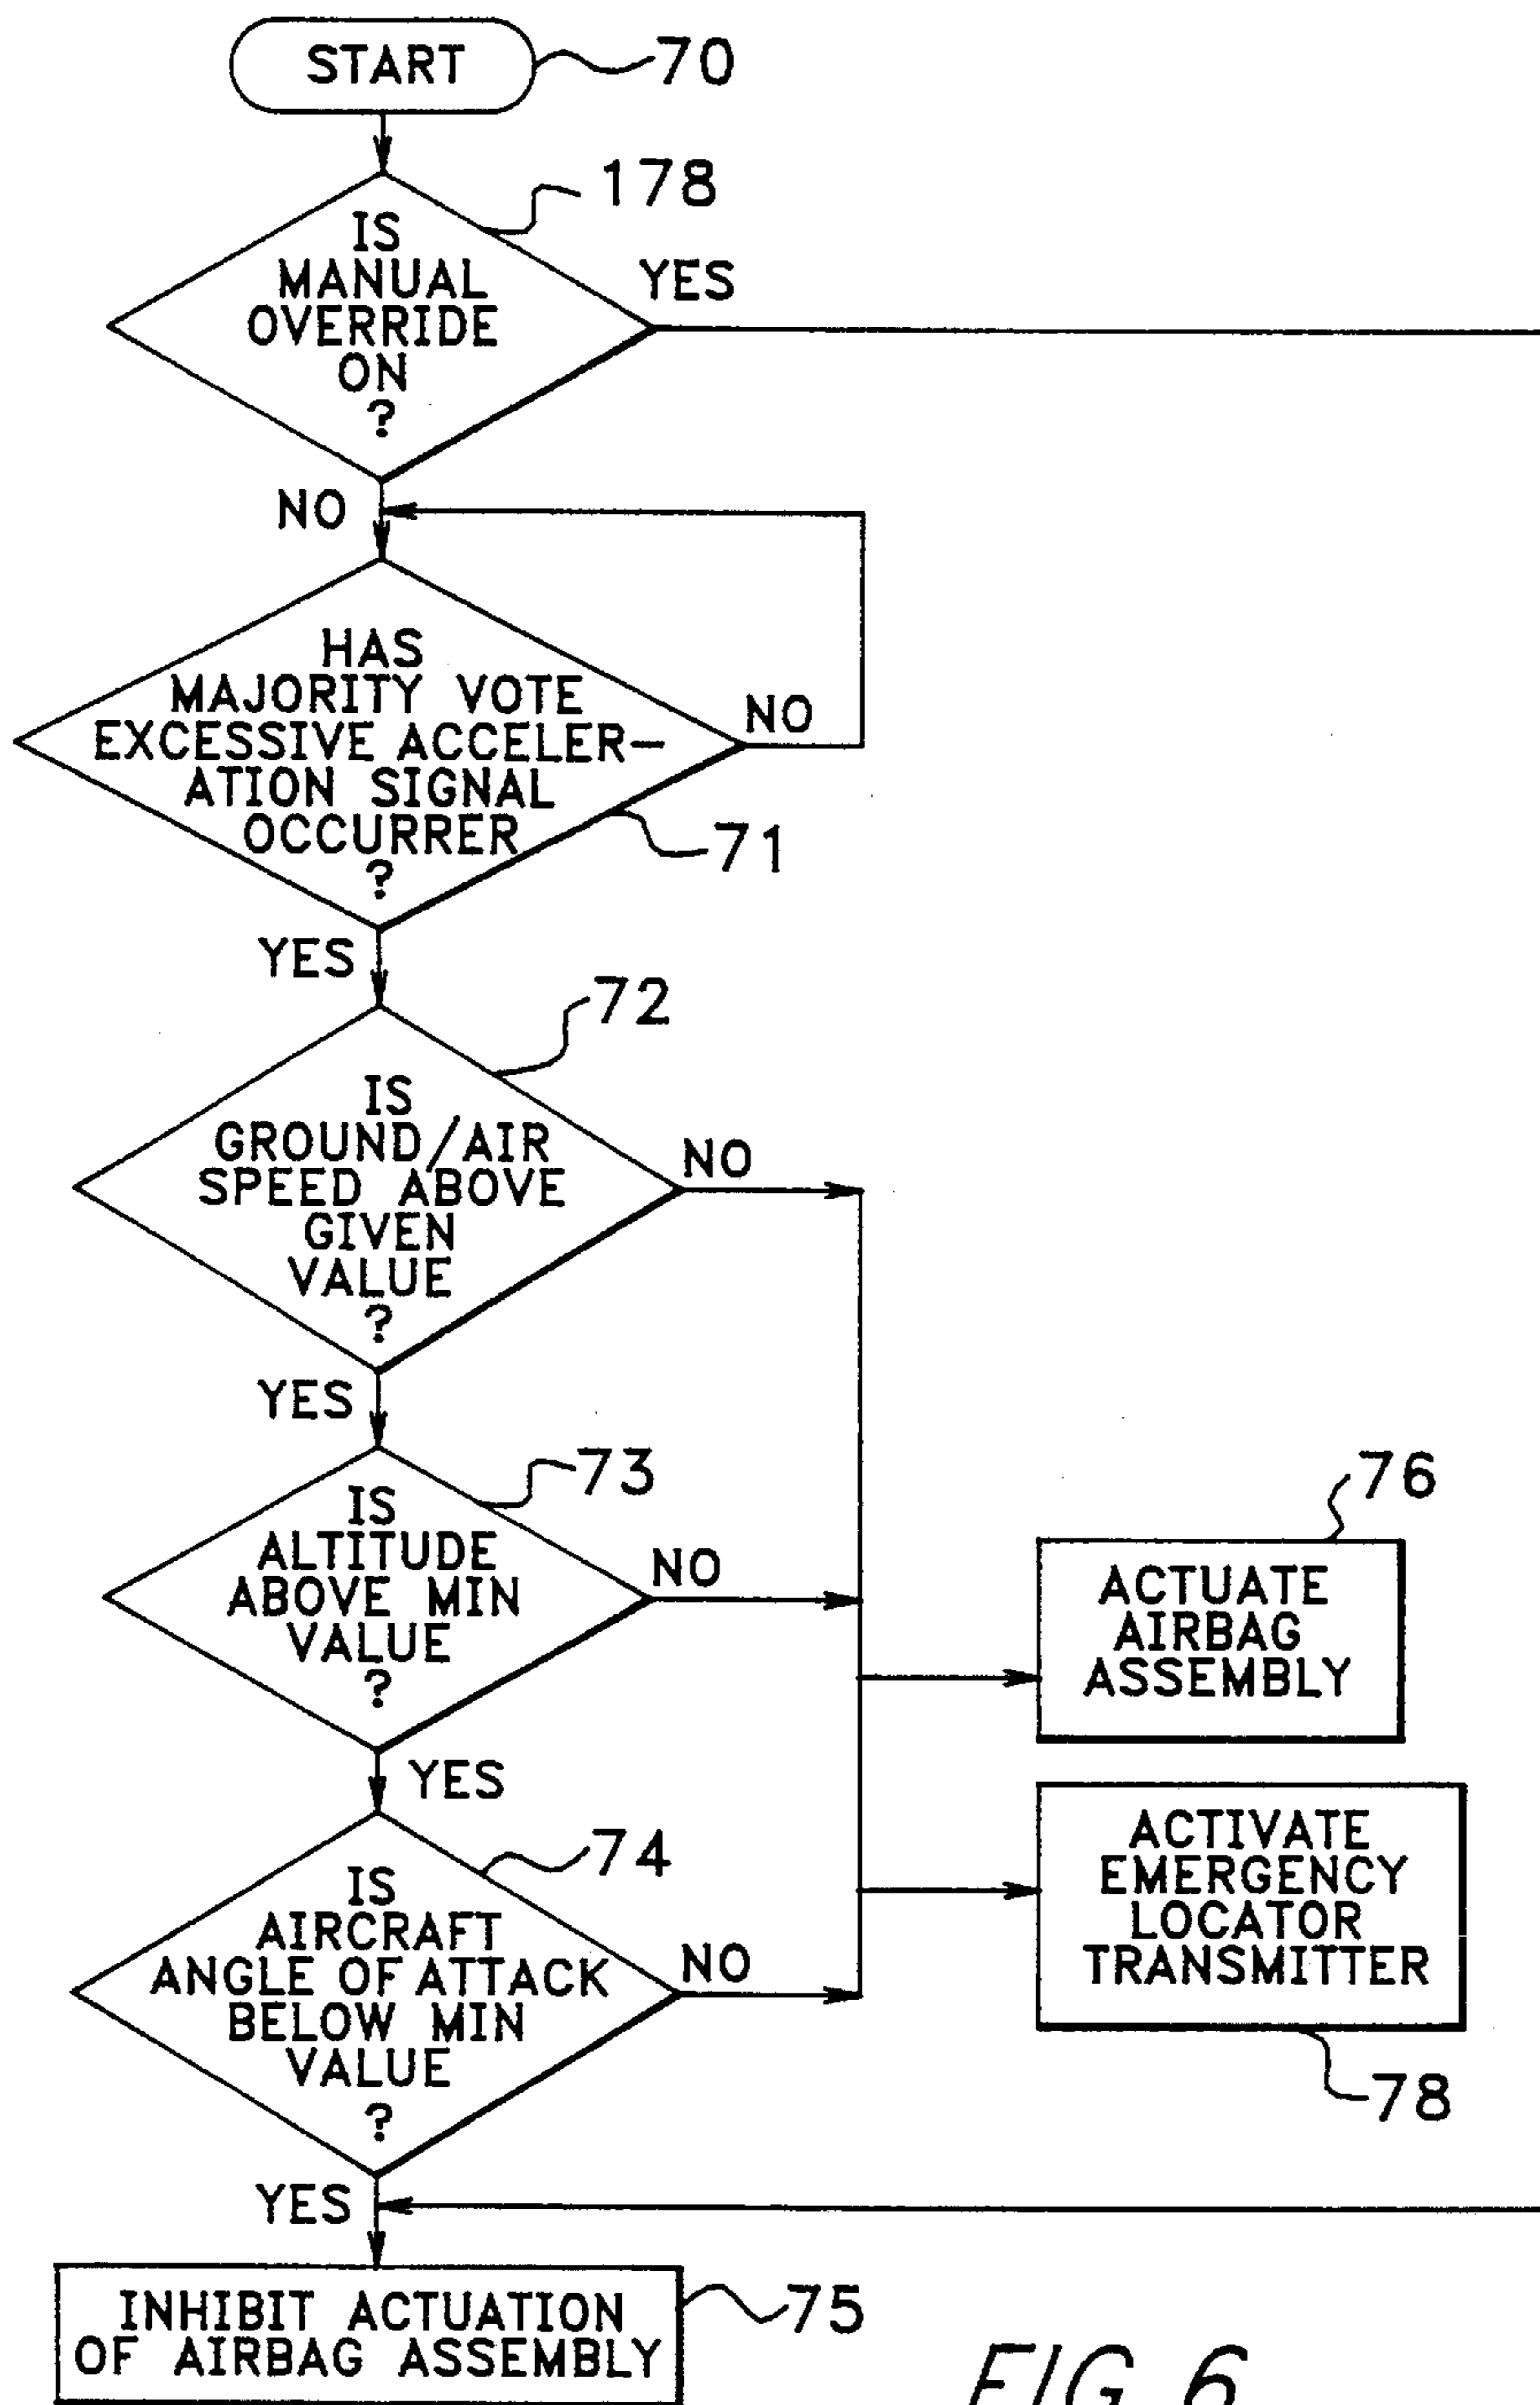 START
70
178
IS
MANUAL
OVERRIDE
ON
?
YES
NO
HAS
MAJORITY VOTE
EXCESSIVE ACCELER-
ATION SIGNAL
OCCURRER
?
NO
71
YES
72
IS
GROUND/AIR
SPEED ABOVE
GIVEN
VALUE
?
NO
YES
73
IS
ALTITUDE
ABOVE MIN
VALUE
?
NO
76
ACTUATE
AIRBAG
ASSEMBLY
YES
74
IS
AIRCRAFT
ANGLE OF ATTACK
BELOW MIN
VALUE
?
NO
ACTIVATE
EMERGENCY
LOCATOR
TRANSMITTER
78
YES
INHIBIT ACTUATION
OF AIRBAG ASSEMBLY
75
FIG 6